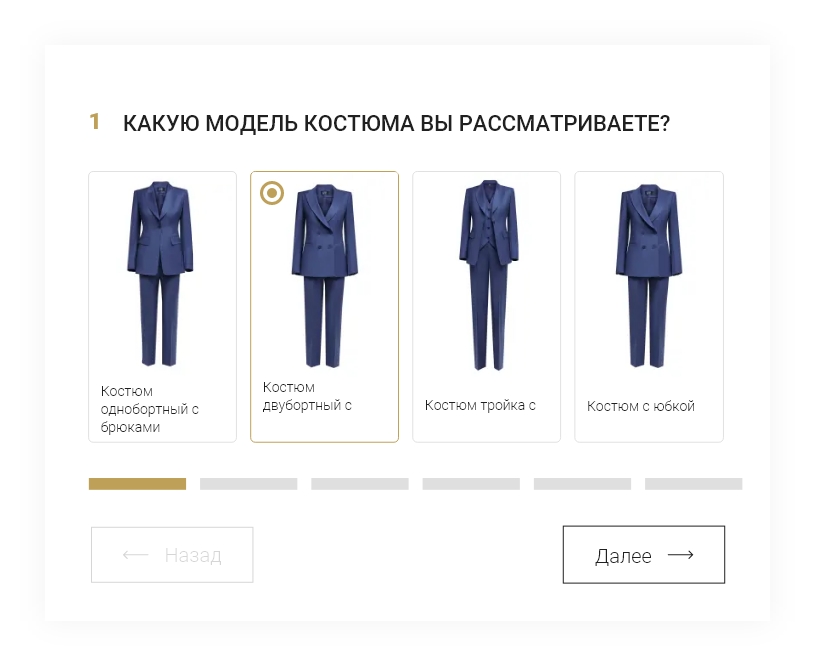 1 КАКУЮ МОДЕЛЬ КОСТЮМА ВЫ РАССМАТРИВАЕТЕ?
Костюм
однобортный с
брюками
Костюм
двубортный с
Костюм тройка с
Костюм с юбкой
Назад
Далее